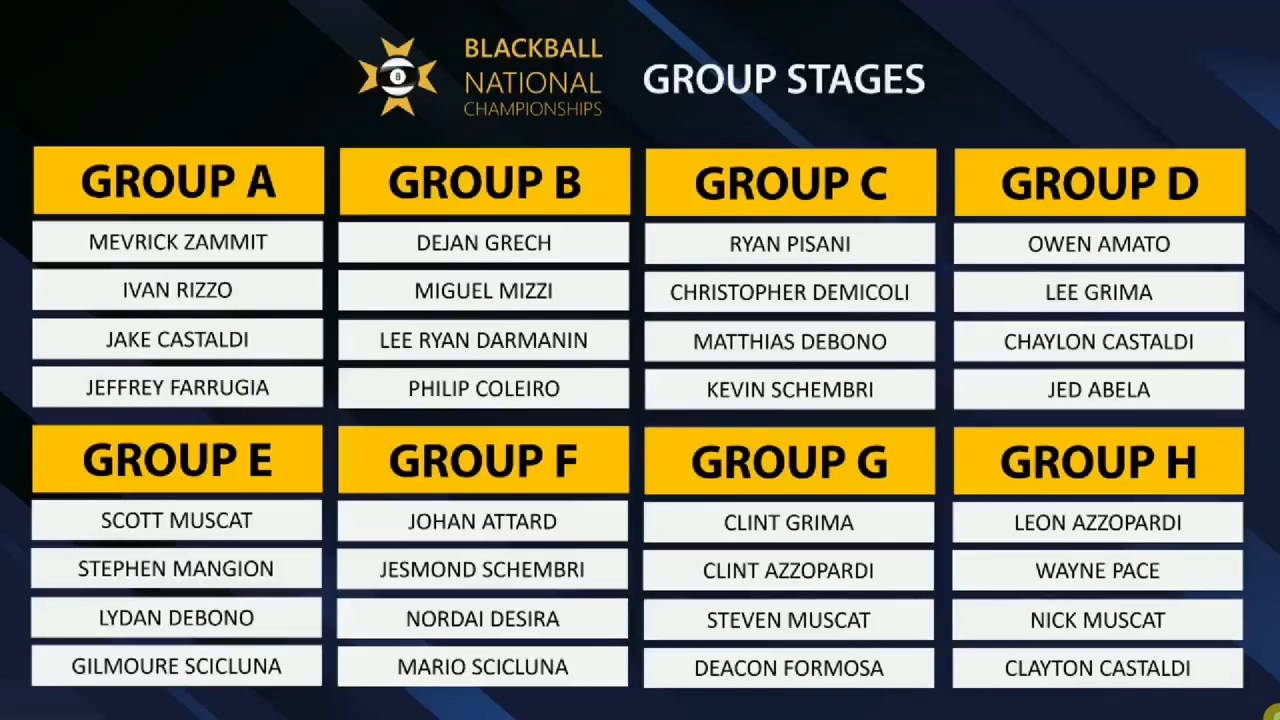 BLACKBALL
NATIONAL
CHAMPIONSHIPS
GROUP STAGES
8
GROUP A
MEVRICK ZAMMIT
IVAN RIZZO
JAKE CASTALDI
JEFFREY FARRUGIA
GROUP B
DEJAN GRECH
MIGUEL MIZZI
LEE RYAN DARMANIN
PHILIP COLEIRO
GROUP C
RYAN PISANI
CHRISTOPHER DEMICOLI
MATTHIAS DEBONO
KEVIN SCHEMBRI
GROUP D
OWEN AMATO
LEE GRIMA
CHAYLON CASTALDI
JED ABELA
GROUP E
SCOTT MUSCAT
STEPHEN MANGION
LYDAN DEBONO
GILMOURE SCICLUNA
GROUP F
JOHAN ATTARD
JESMOND SCHEMBRI
NORDAI DESIRA
MARIO SCICLUNA
GROUP G
CLINT GRIMA
CLINT AZZOPARDI
STEVEN MUSCAT
DEACON FORMOSA
GROUP H
LEON AZZOPARDI
WAYNE PACE
NICK MUSCAT
CLAYTON CASTALDI